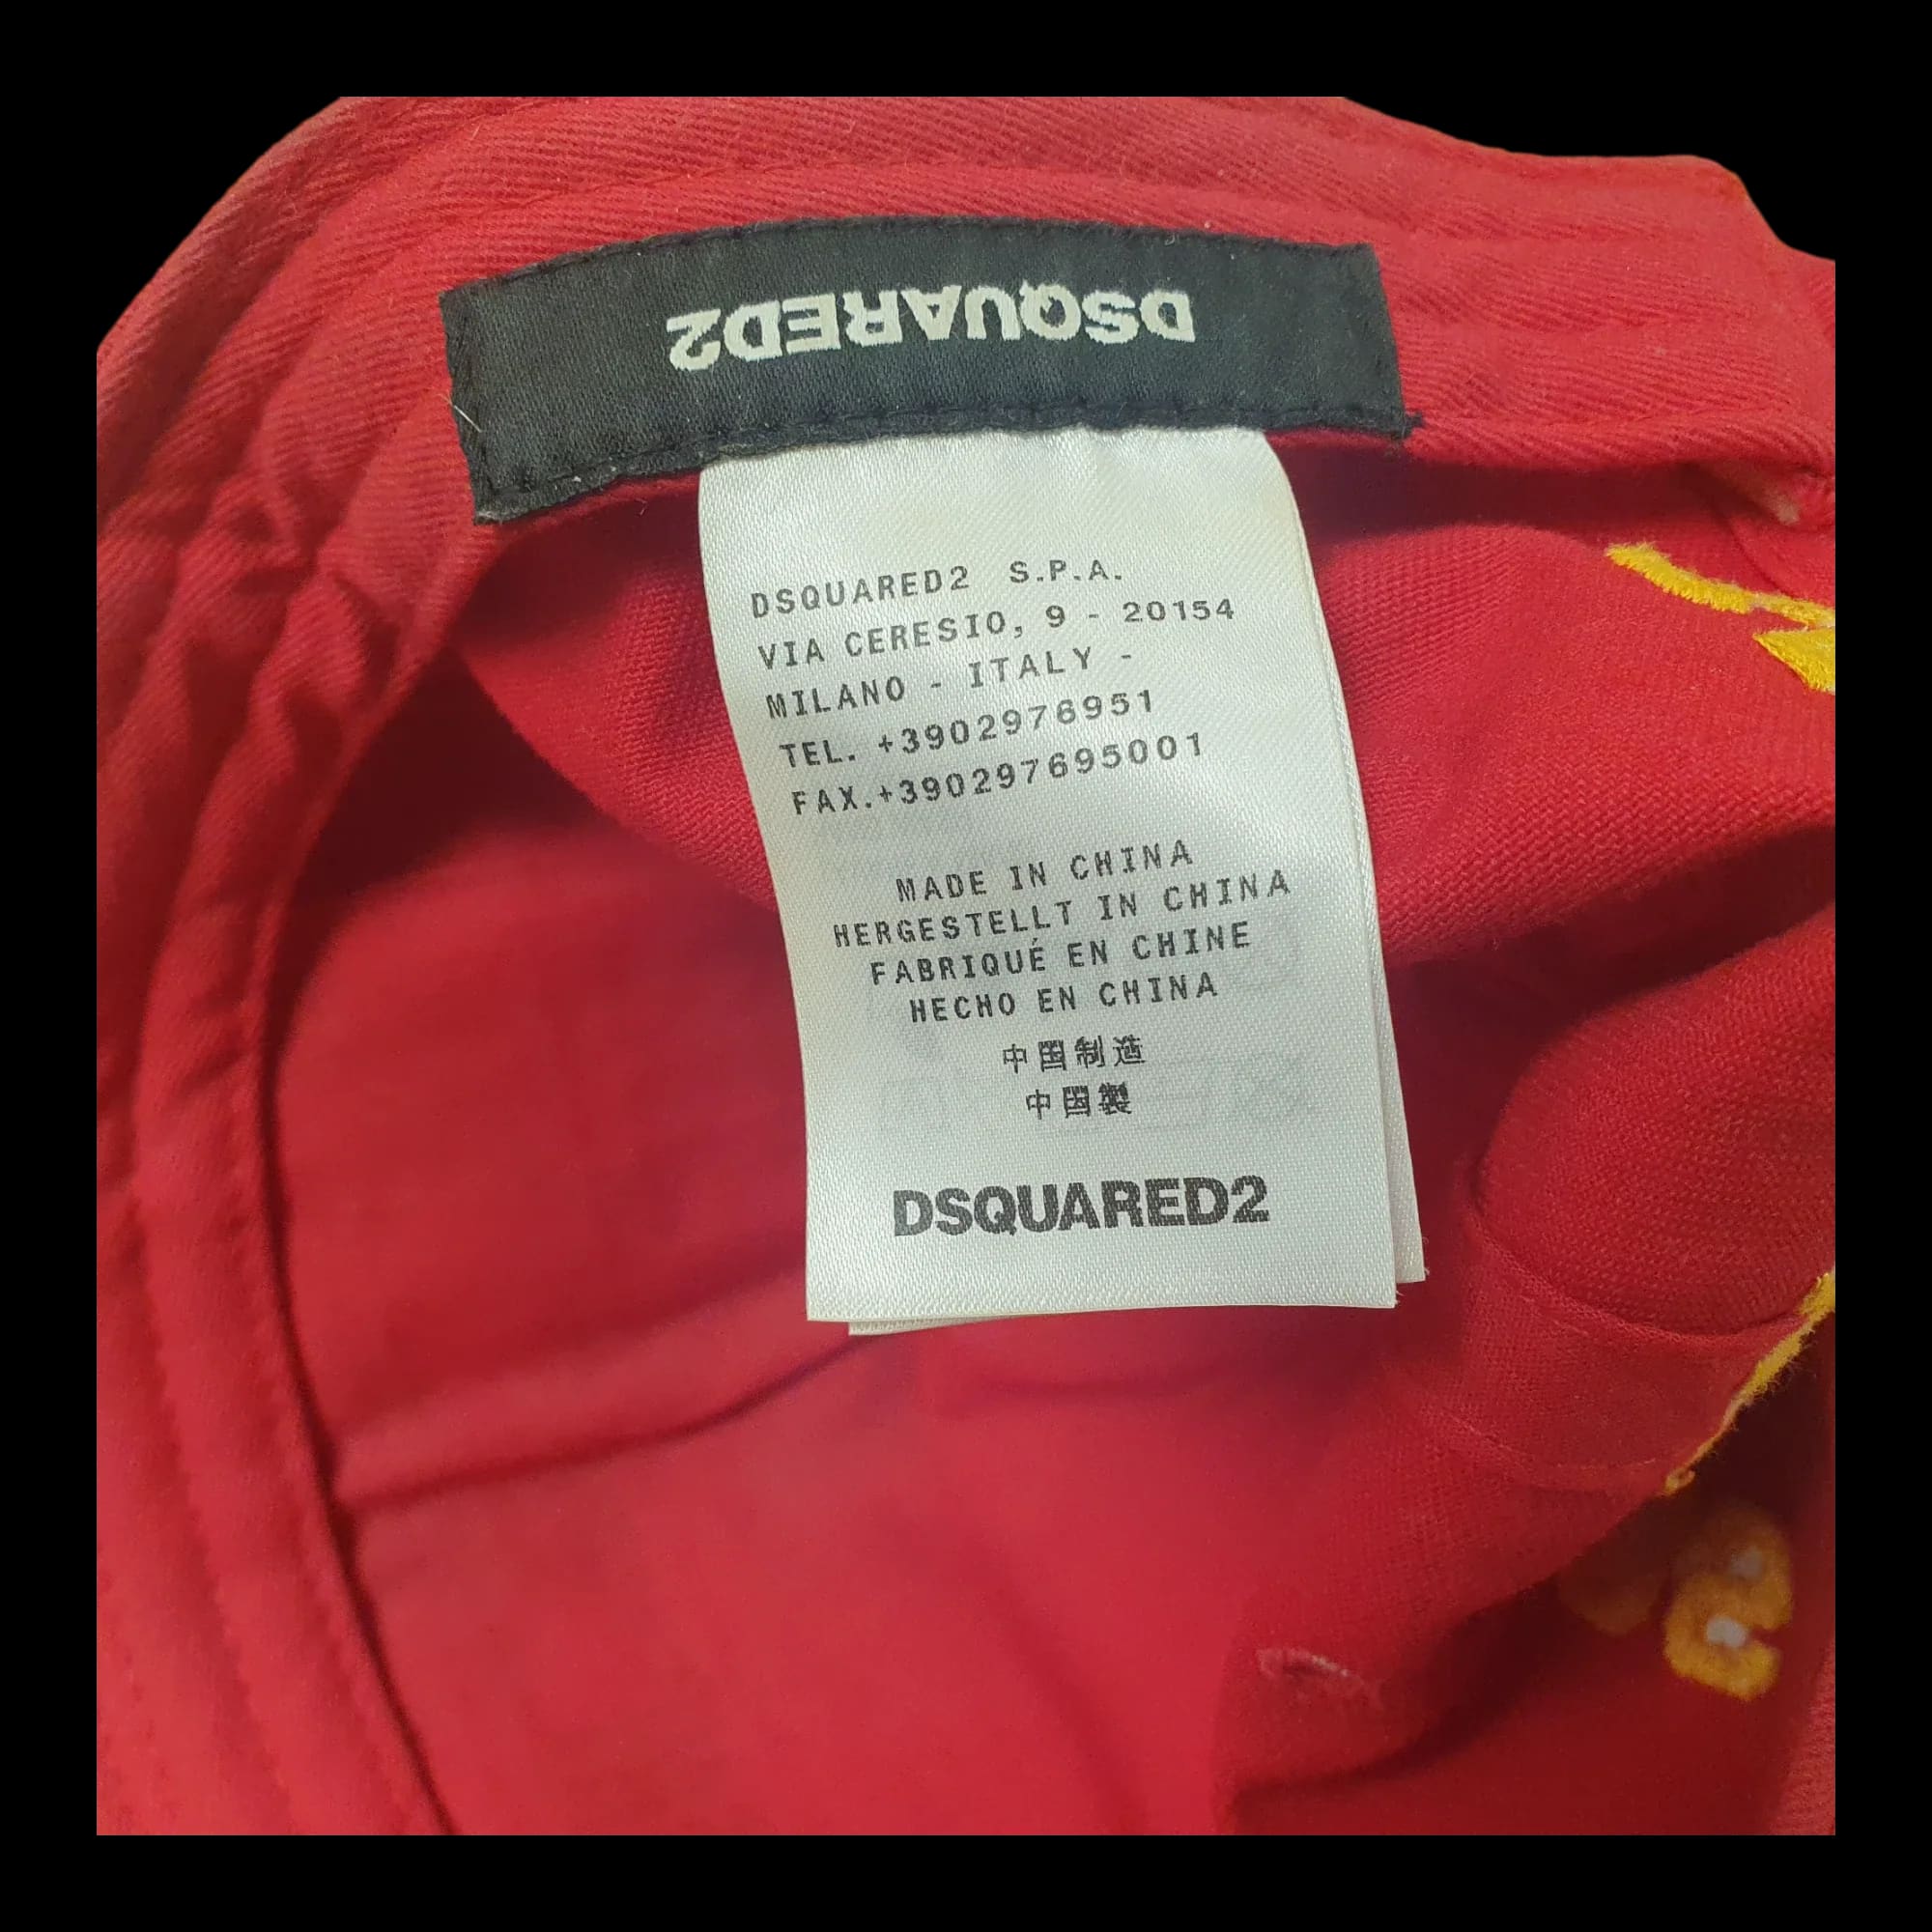 DSQUARED2
DSQUARED2 S.P.A.
VIA CERESIO, 9 - 20154
MILANO - ITALY -
TEL. +3902976951
FAX.+390297695001
MADE IN CHINA
HERGESTELLT IN CHINA
FABRIQUÉ EN CHINE
HECHO EN CHINA
中国制造
中国製
DSQUARED2